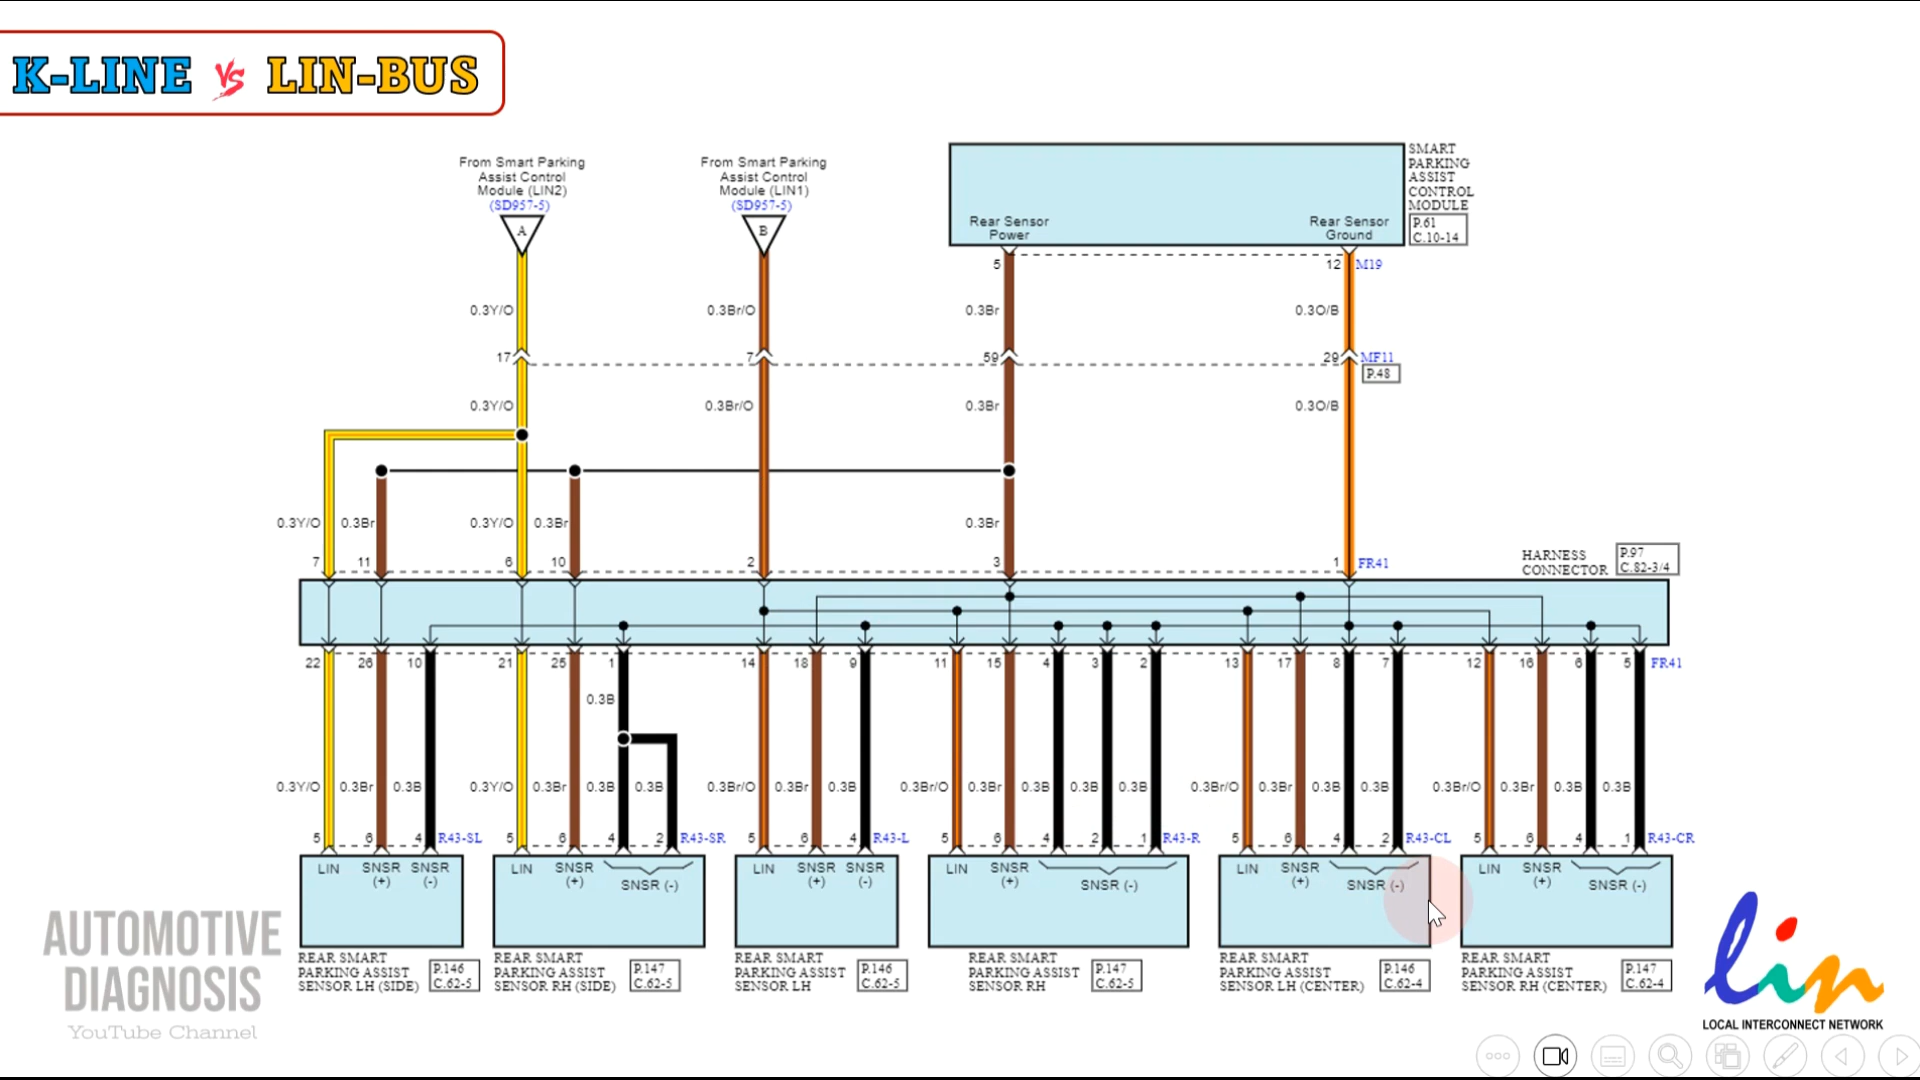 K-LINE VS LIN-BUS
From Smart Parking
Assist Control
Module (LIN2)
(SD957-5)
A
From Smart Parking
Assist Control
Module (LIN1)
(SD957-5)
B
Rear Sensor
Power
Rear Sensor
Ground
SMART
PARKING
ASSIST
CONTROL
MODULE
P.61
C.10-14
5 12 M19
0.3Y/O 0.3Br/O 0.3Br 0.3O/B
17 7 59 29 MF11
P.48
0.3Y/O 0.3Br/O 0.3Br 0.3O/B
0.3Y/O 0.3Br 0.3Y/O 0.3Br 0.3Br
7 11 6 10 2 3 1 FR41
HARNESS
CONNECTOR
P.97
C.82-3/4
22 26 10 21 25 1 14 18 9 11 15 4 3 2 13 17 8 7 12 16 6 5 FR41
0.3B
0.3Y/O 0.3Br 0.3B 0.3Y/O 0.3Br 0.3B 0.3B 0.3Br/O 0.3Br 0.3B 0.3Br/O 0.3Br 0.3B 0.3B 0.3B 0.3Br/O 0.3Br 0.3B 0.3B 0.3Br/O 0.3Br 0.3B 0.3B
5 6 4 R43-SL 5 6 4 2 R43-SR 5 6 4 R43-L 5 6 4 2 1 R43-R 5 6 4 2 R43-CL 5 6 4 1 R43-CR
LIN SNSR (+) SNSR (-)
LIN SNSR (+) SNSR (-)
LIN SNSR (+) SNSR (-)
LIN SNSR (+) SNSR (-)
LIN SNSR (+) SNSR (-)
LIN SNSR (+) SNSR (-)
REAR SMART
PARKING ASSIST
SENSOR LH (SIDE)
P.146
C.62-5
REAR SMART
PARKING ASSIST
SENSOR RH (SIDE)
P.147
C.62-5
REAR SMART
PARKING ASSIST
SENSOR LH
P.146
C.62-5
REAR SMART
PARKING ASSIST
SENSOR RH
P.147
C.62-5
REAR SMART
PARKING ASSIST
SENSOR LH (CENTER)
P.146
C.62-4
REAR SMART
PARKING ASSIST
SENSOR RH (CENTER)
P.147
C.62-4
AUTOMOTIVE
DIAGNOSIS
YouTube Channel
lin
LOCAL INTERCONNECT NETWORK